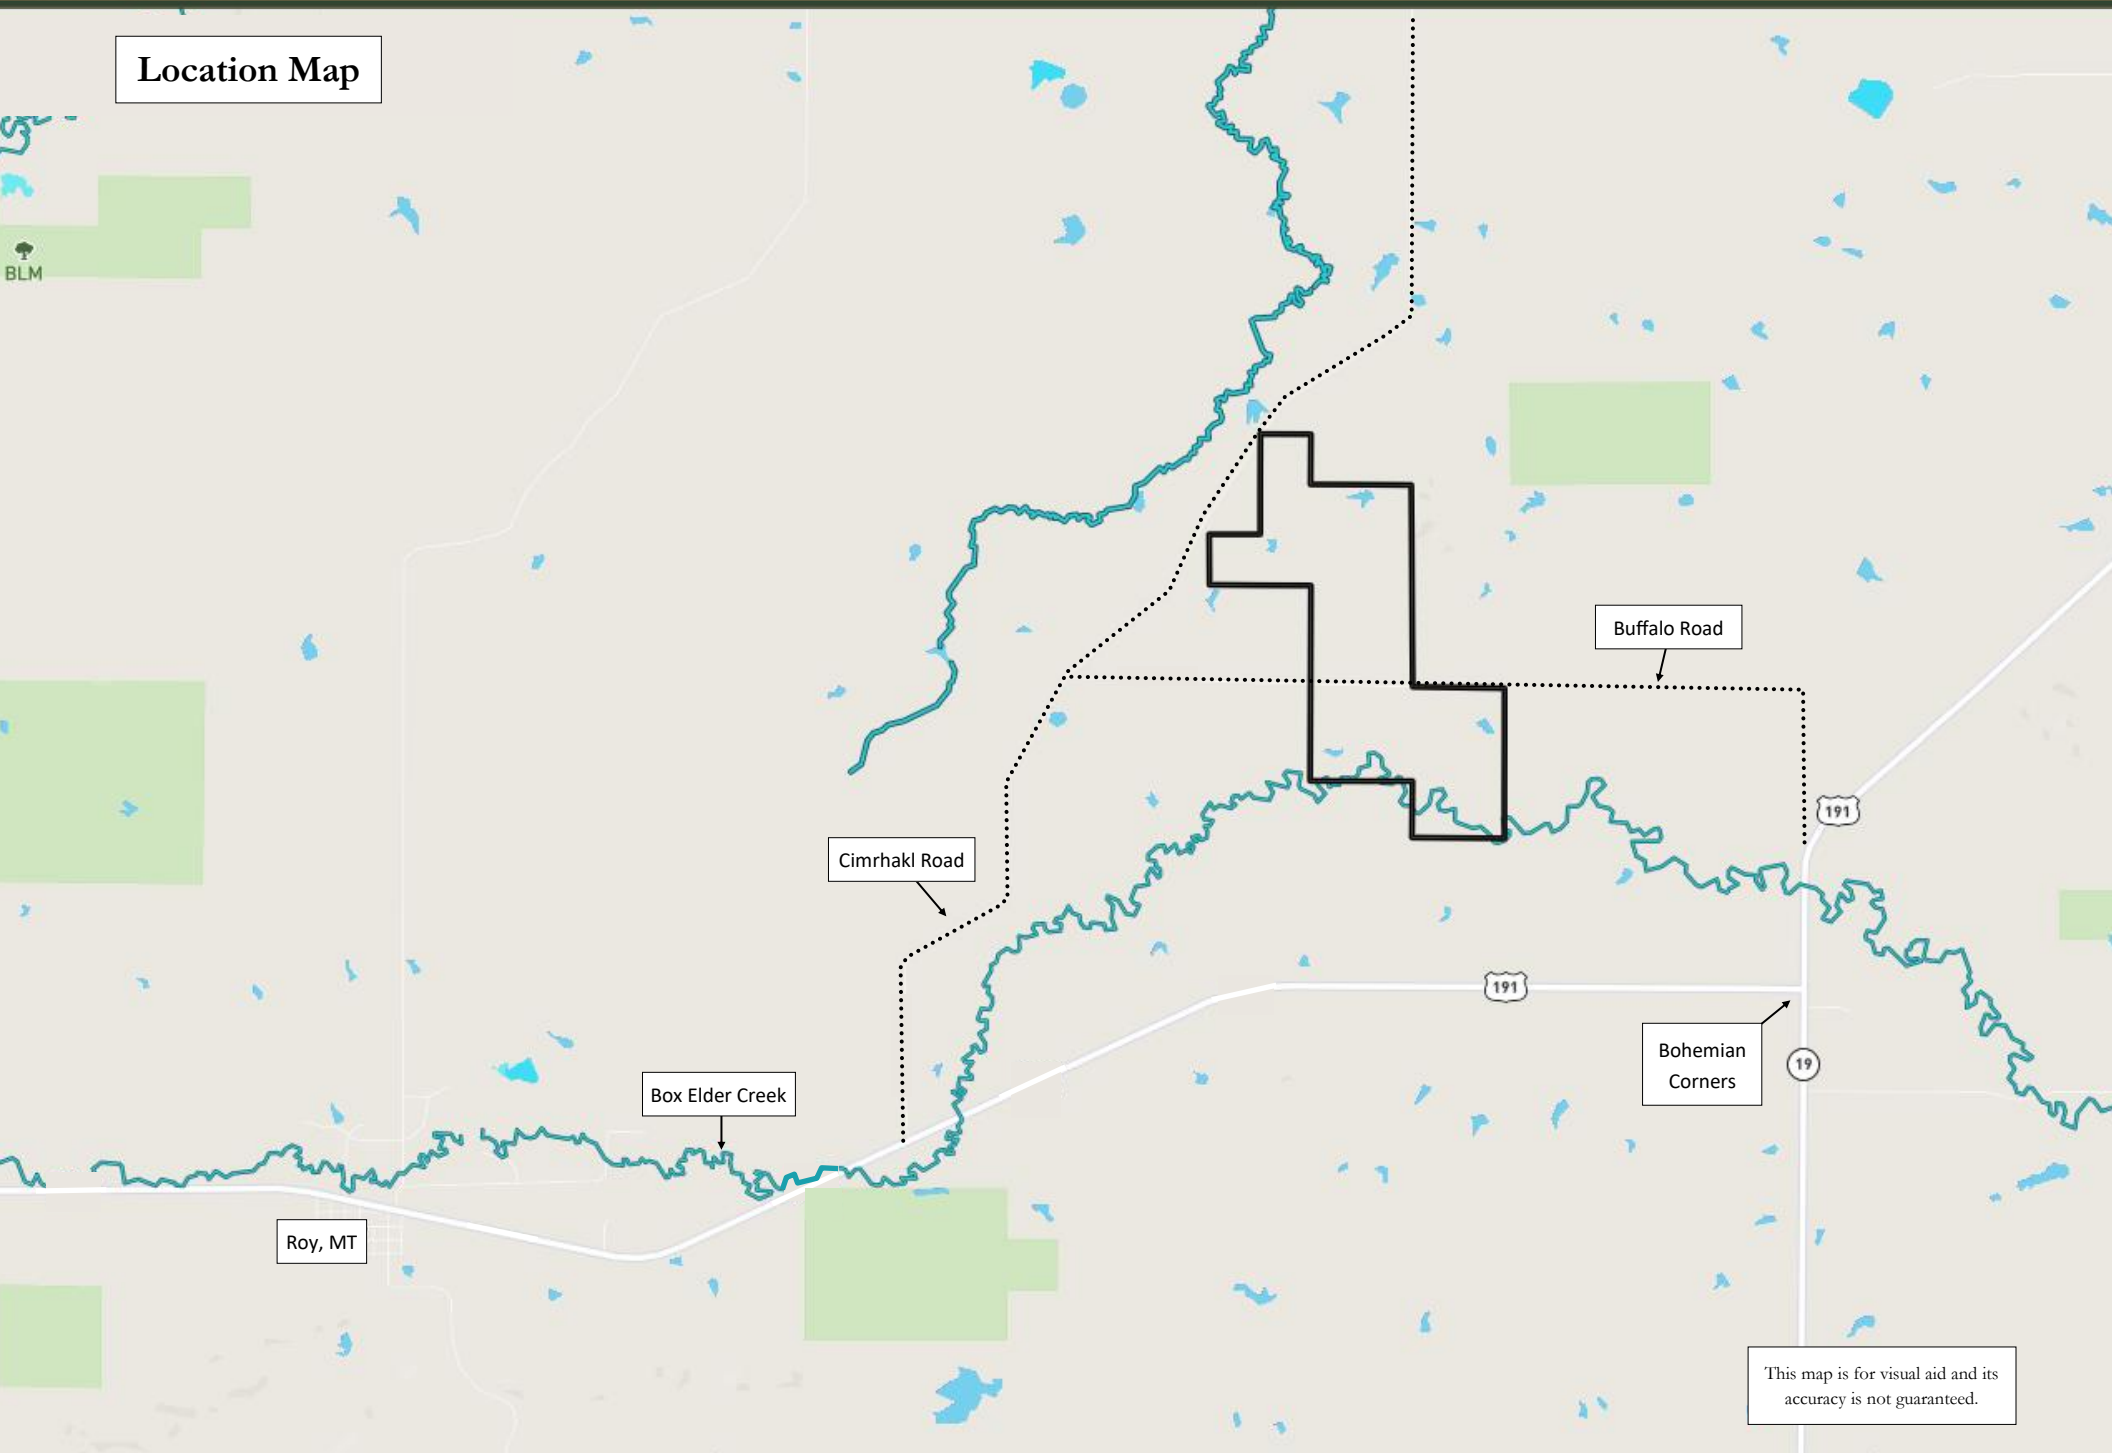 Location Map
BLM
Buffalo Road
191
Cimrhakl Road
191
Bohemian
Corners
19
Box Elder Creek
Roy, MT
This map is for visual aid and its
accuracy is not guaranteed.